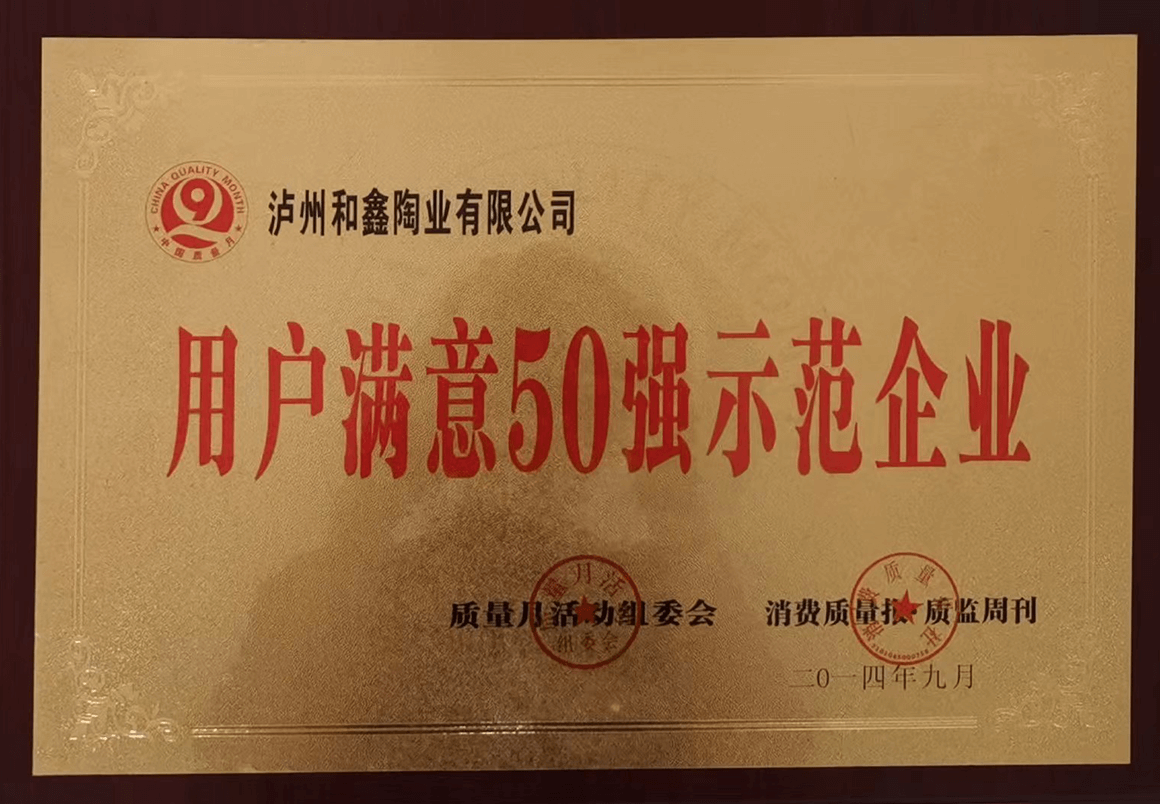 CHINA QUALITY MONTH
中国质量月
泸州和鑫陶业有限公司
用户满意50强示范企业
质量月活动组委会 消费质量报·质监周刊
二0一四年九月